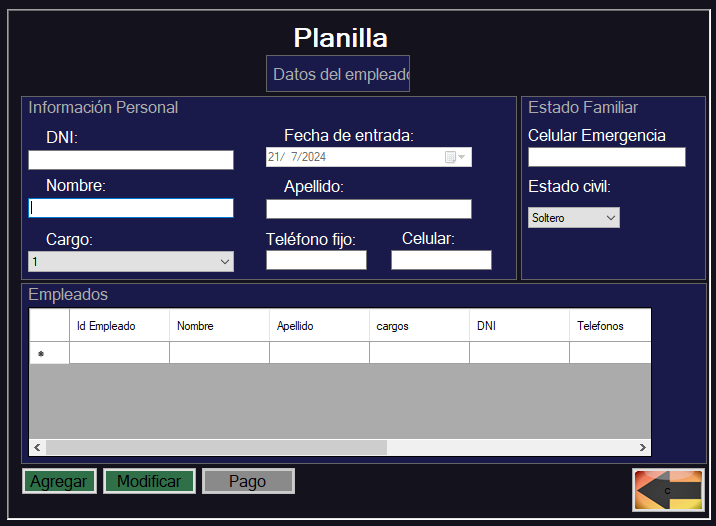 Planilla
Datos del emplead
Información Personal
DNI:
Fecha de entrada:
21/ 7/2024
Nombre:
Apellido:
Cargo:
1
Teléfono fijo:
Celular:
Estado Familiar
Celular Emergencia
Estado civil:
Soltero
Empleados
Id Empleado Nombre Apellido cargos DNI Telefonos
*
Agregar Modificar Pago
c